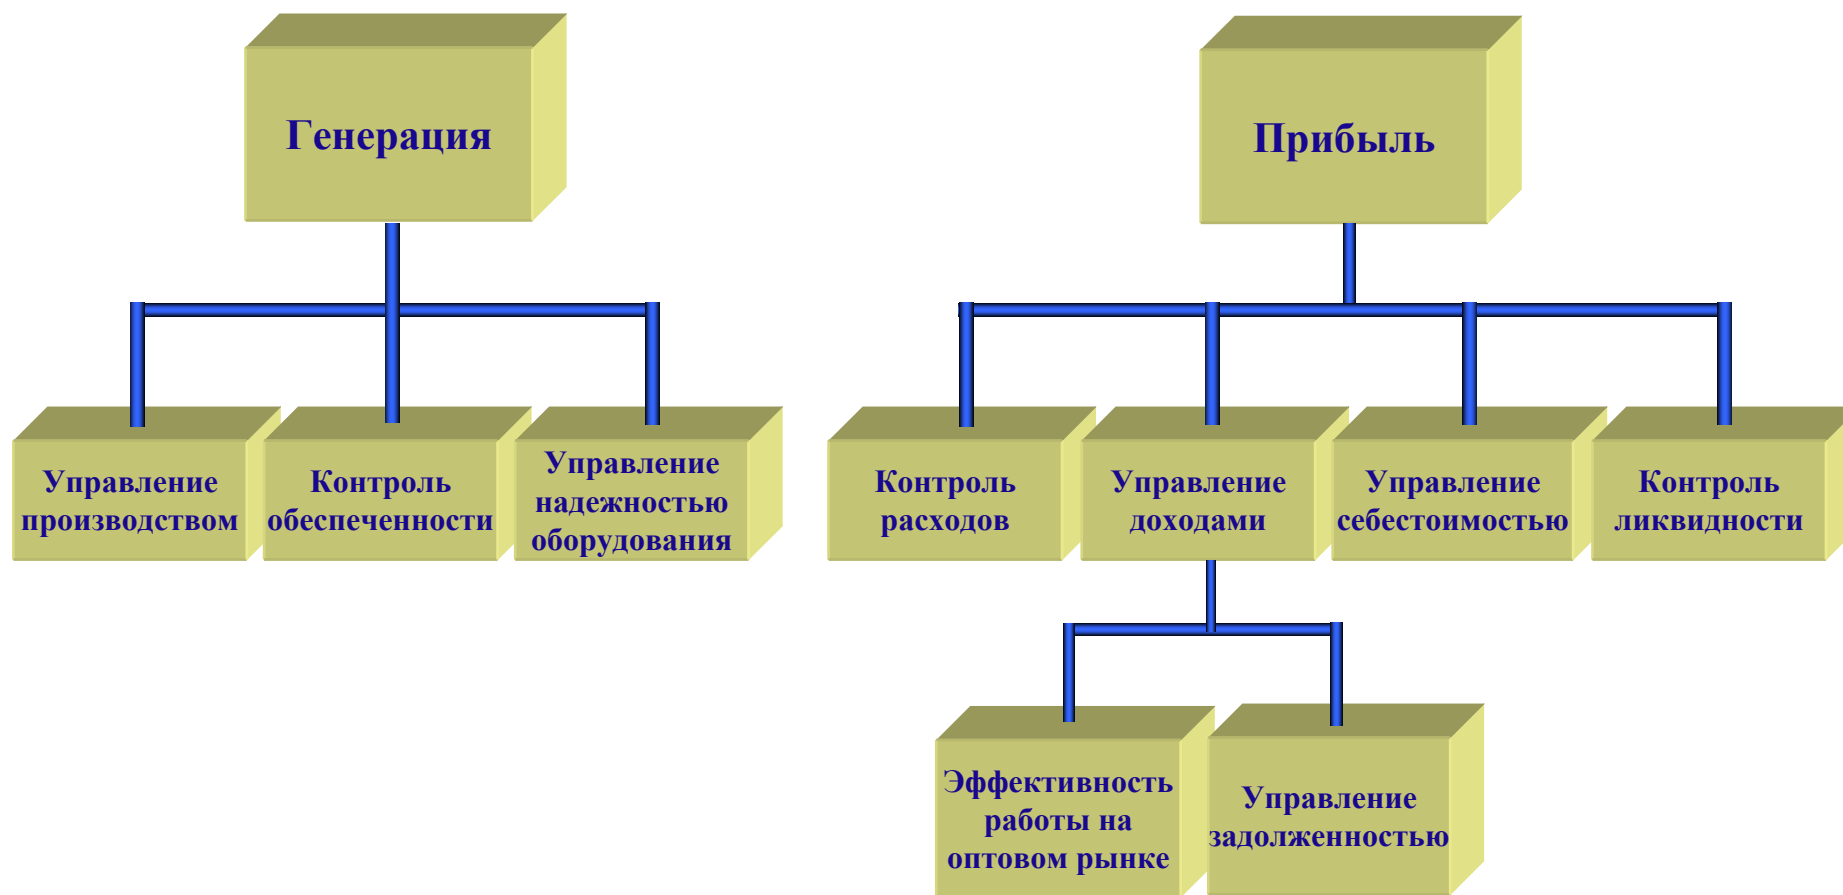 Генерация
Прибыль
Управление
производством
Контроль
обеспеченности
Управление
надежностью
оборудования
Контроль
расходов
Управление
доходами
Управление
себестоимостью
Контроль
ликвидности
Эффективность
работы на
оптовом рынке
Управление
задолженностью